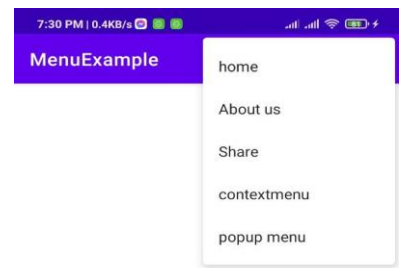 7:30 PM | 0.4KB/s
MenuExample
home
About us
Share
contextmenu
popup menu